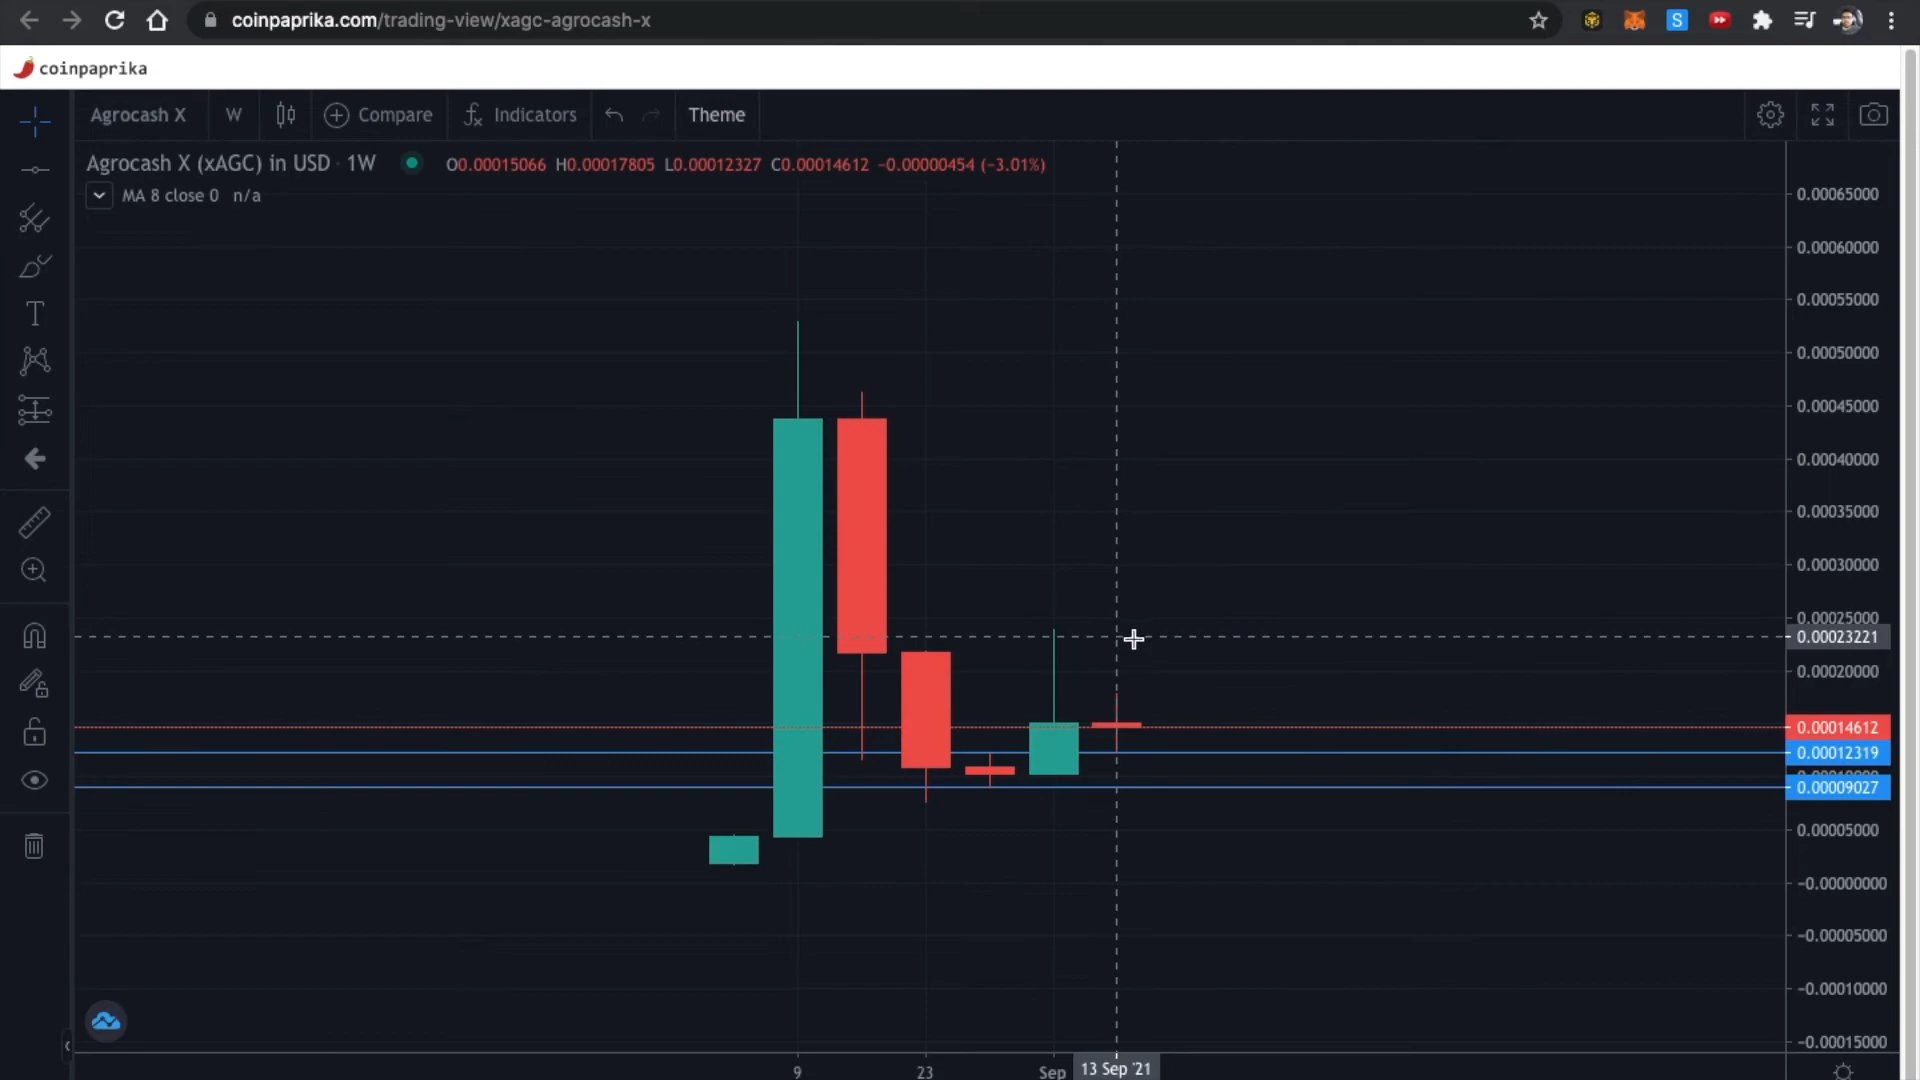 coinpaprika.com/trading-view/xagc-agrocash-x
S
coinpaprika
Agrocash X W Compare Indicators Theme
Agrocash X (xAGC) in USD · 1W O0.00015066 H0.00017805 L0.00012327 C0.00014612 −0.00000454 (−3.01%)
MA 8 close 0 n/a
T
0.00065000
0.00060000
0.00055000
0.00050000
0.00045000
0.00040000
0.00035000
0.00030000
0.00025000
0.00023221
0.00020000
0.00014612
0.00012319
0.00009027
0.00005000
−0.00000000
−0.00005000
−0.00010000
−0.00015000
9 23 Sep 13 Sep '21